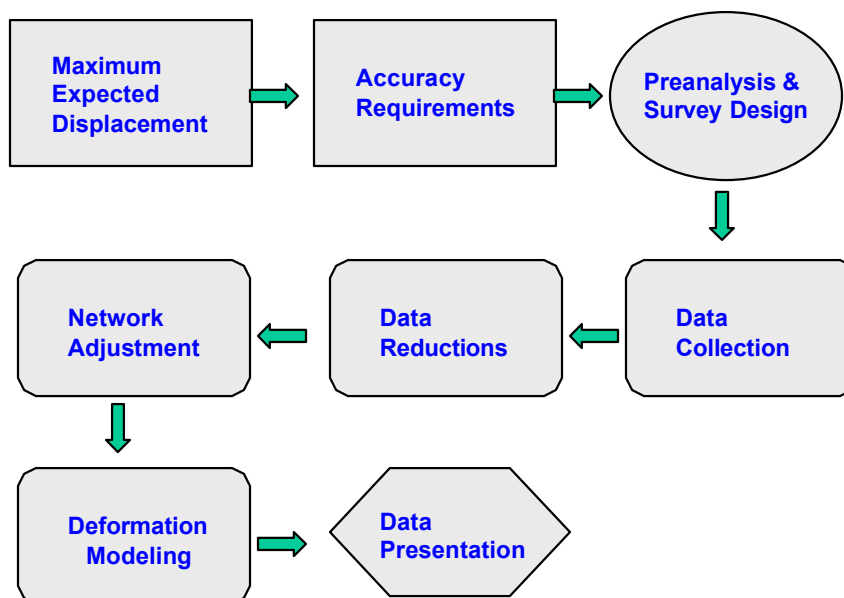 Maximum
Expected
Displacement
Accuracy
Requirements
Preanalysis &
Survey Design
Data
Collection
Data
Reductions
Network
Adjustment
Deformation
Modeling
Data
Presentation